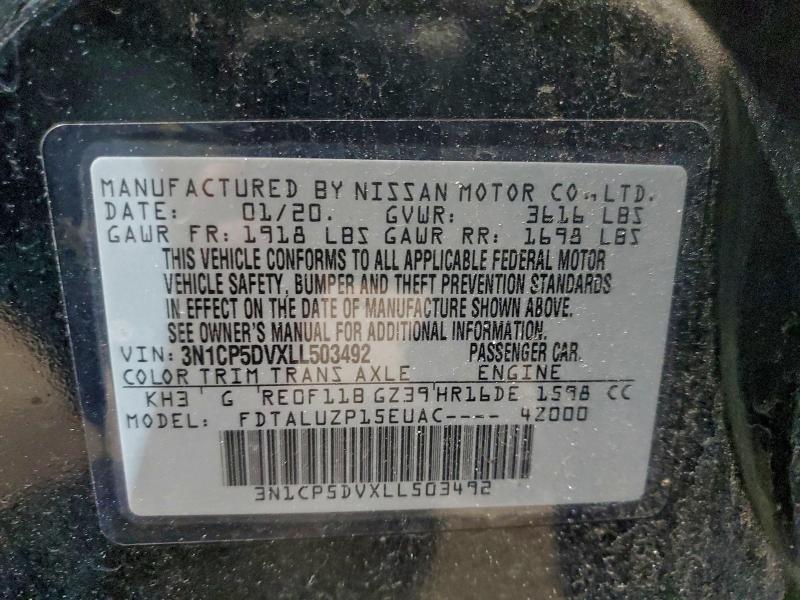 MANUFACTURED BY NISSAN MOTOR CO., LTD.
DATE: 01/20. GVWR: 3616 LBS
GAWR FR: 1918 LBS GAWR RR: 1698 LBS
THIS VEHICLE CONFORMS TO ALL APPLICABLE FEDERAL MOTOR
VEHICLE SAFETY, BUMPER AND THEFT PREVENTION STANDARDS
IN EFFECT ON THE DATE OF MANUFACTURE SHOWN ABOVE.
SEE OWNER'S MANUAL FOR ADDITIONAL INFORMATION.
VIN: 3N1CP5DVXLL503492 PASSENGER CAR.
COLOR TRIM TRANS AXLE ENGINE
KH3 G RE0F11B GZ39 HR16DE 1598 CC
MODEL: FDTALUZP15EUAC---- 42000
3N1CP5DVXLL503492